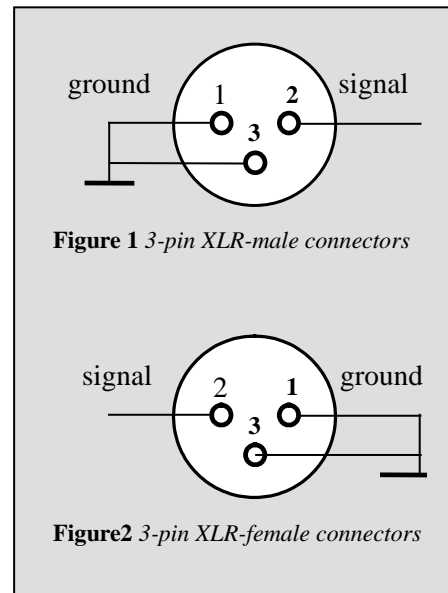 ground signal
1 2
3
Figure 1 3-pin XLR-male connectors
signal ground
2 1
3
Figure2 3-pin XLR-female connectors